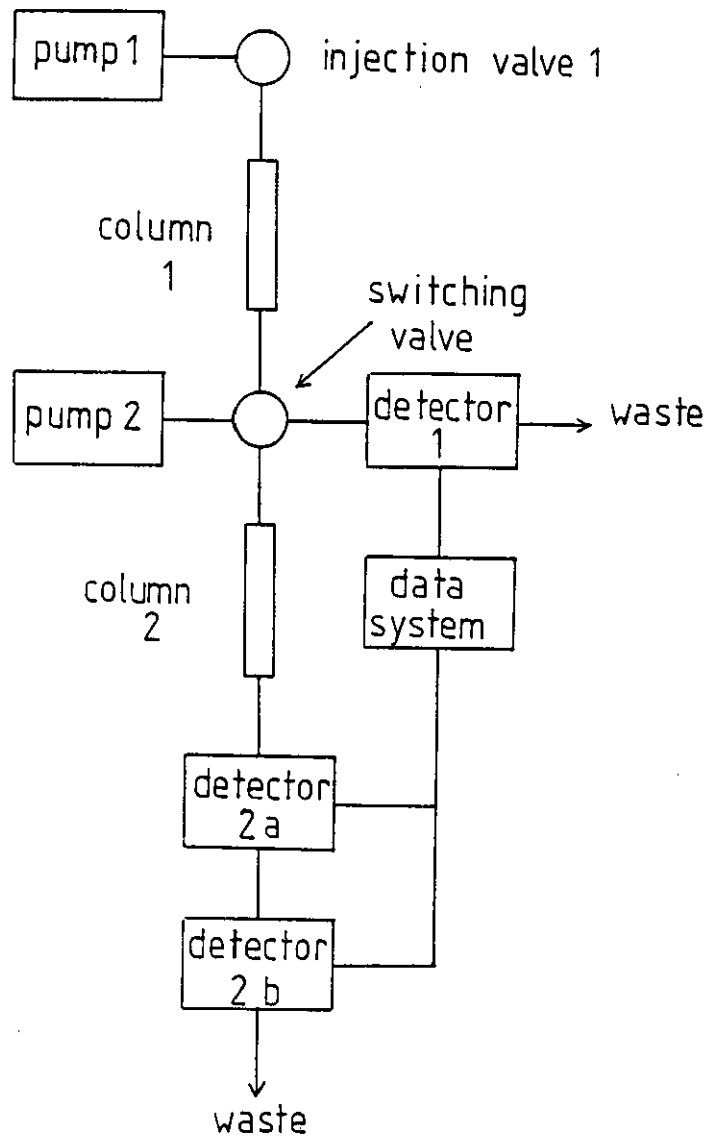 pump 1
injection valve 1
column
1
switching
valve
pump 2
detector
1
waste
column
2
data
system
detector
2a
detector
2 b
waste